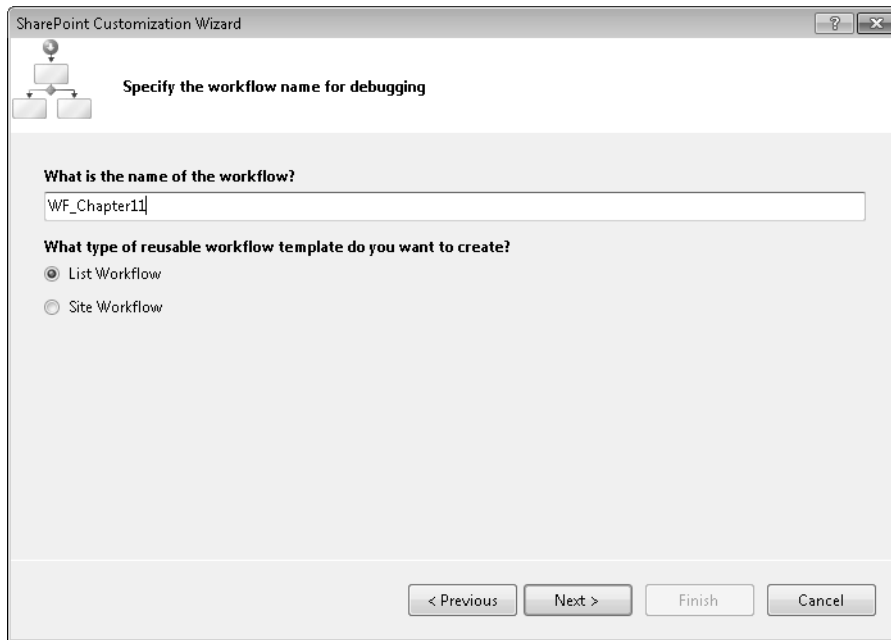 SharePoint Customization Wizard
?
Specify the workflow name for debugging
What is the name of the workflow?
WF_Chapter11
What type of reusable workflow template do you want to create?
List Workflow
Site Workflow
< Previous
Next >
Finish
Cancel